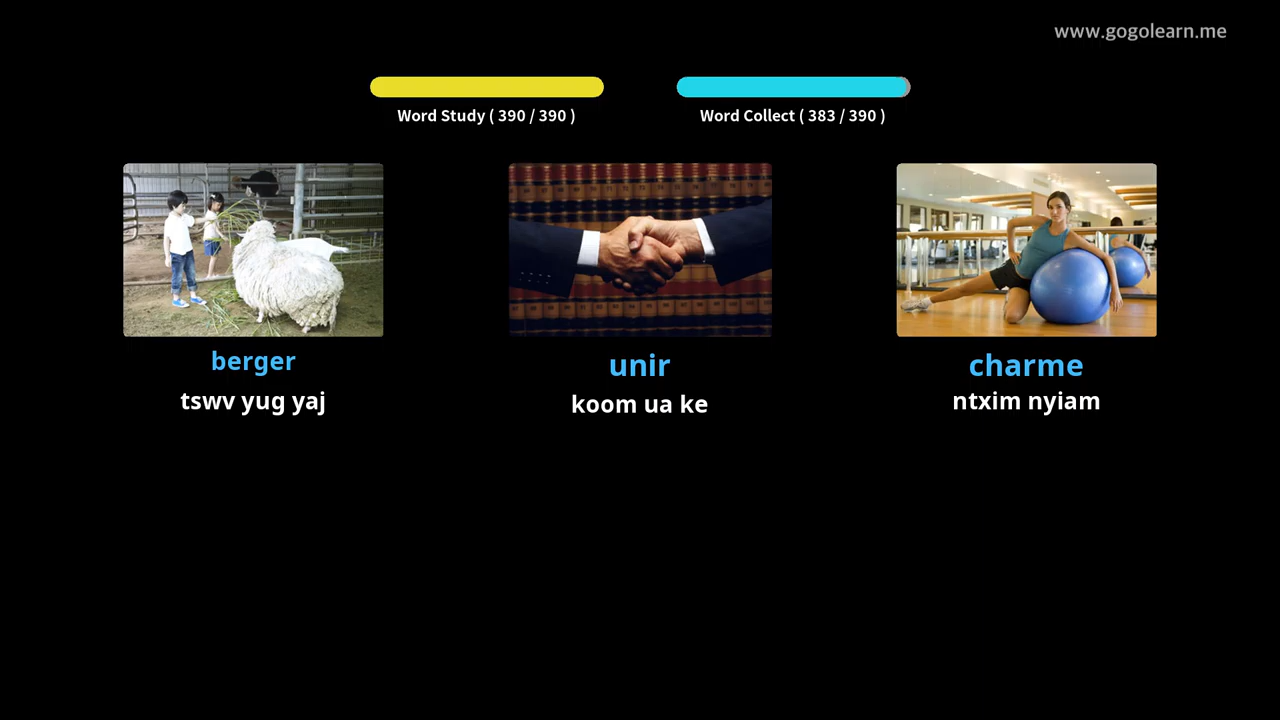 www.gogolearn.me
Word Study ( 390 / 390 )
Word Collect ( 383 / 390 )
berger
unir
charme
tswv yug yaj
koom ua ke
ntxim nyiam